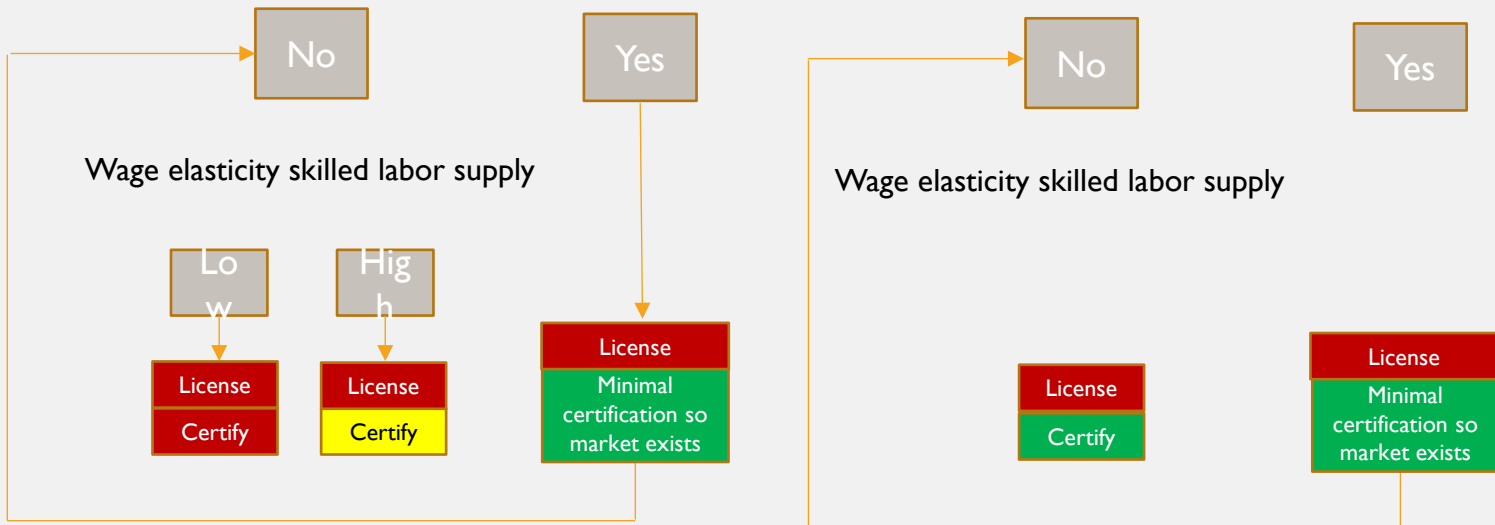 No
Yes
Wage elasticity skilled labor supply
Lo
w
Hig
h
License
Certify
License
Certify
License
Minimal
certification so
market exists
No
Yes
Wage elasticity skilled labor supply
License
Certify
License
Minimal
certification so
market exists